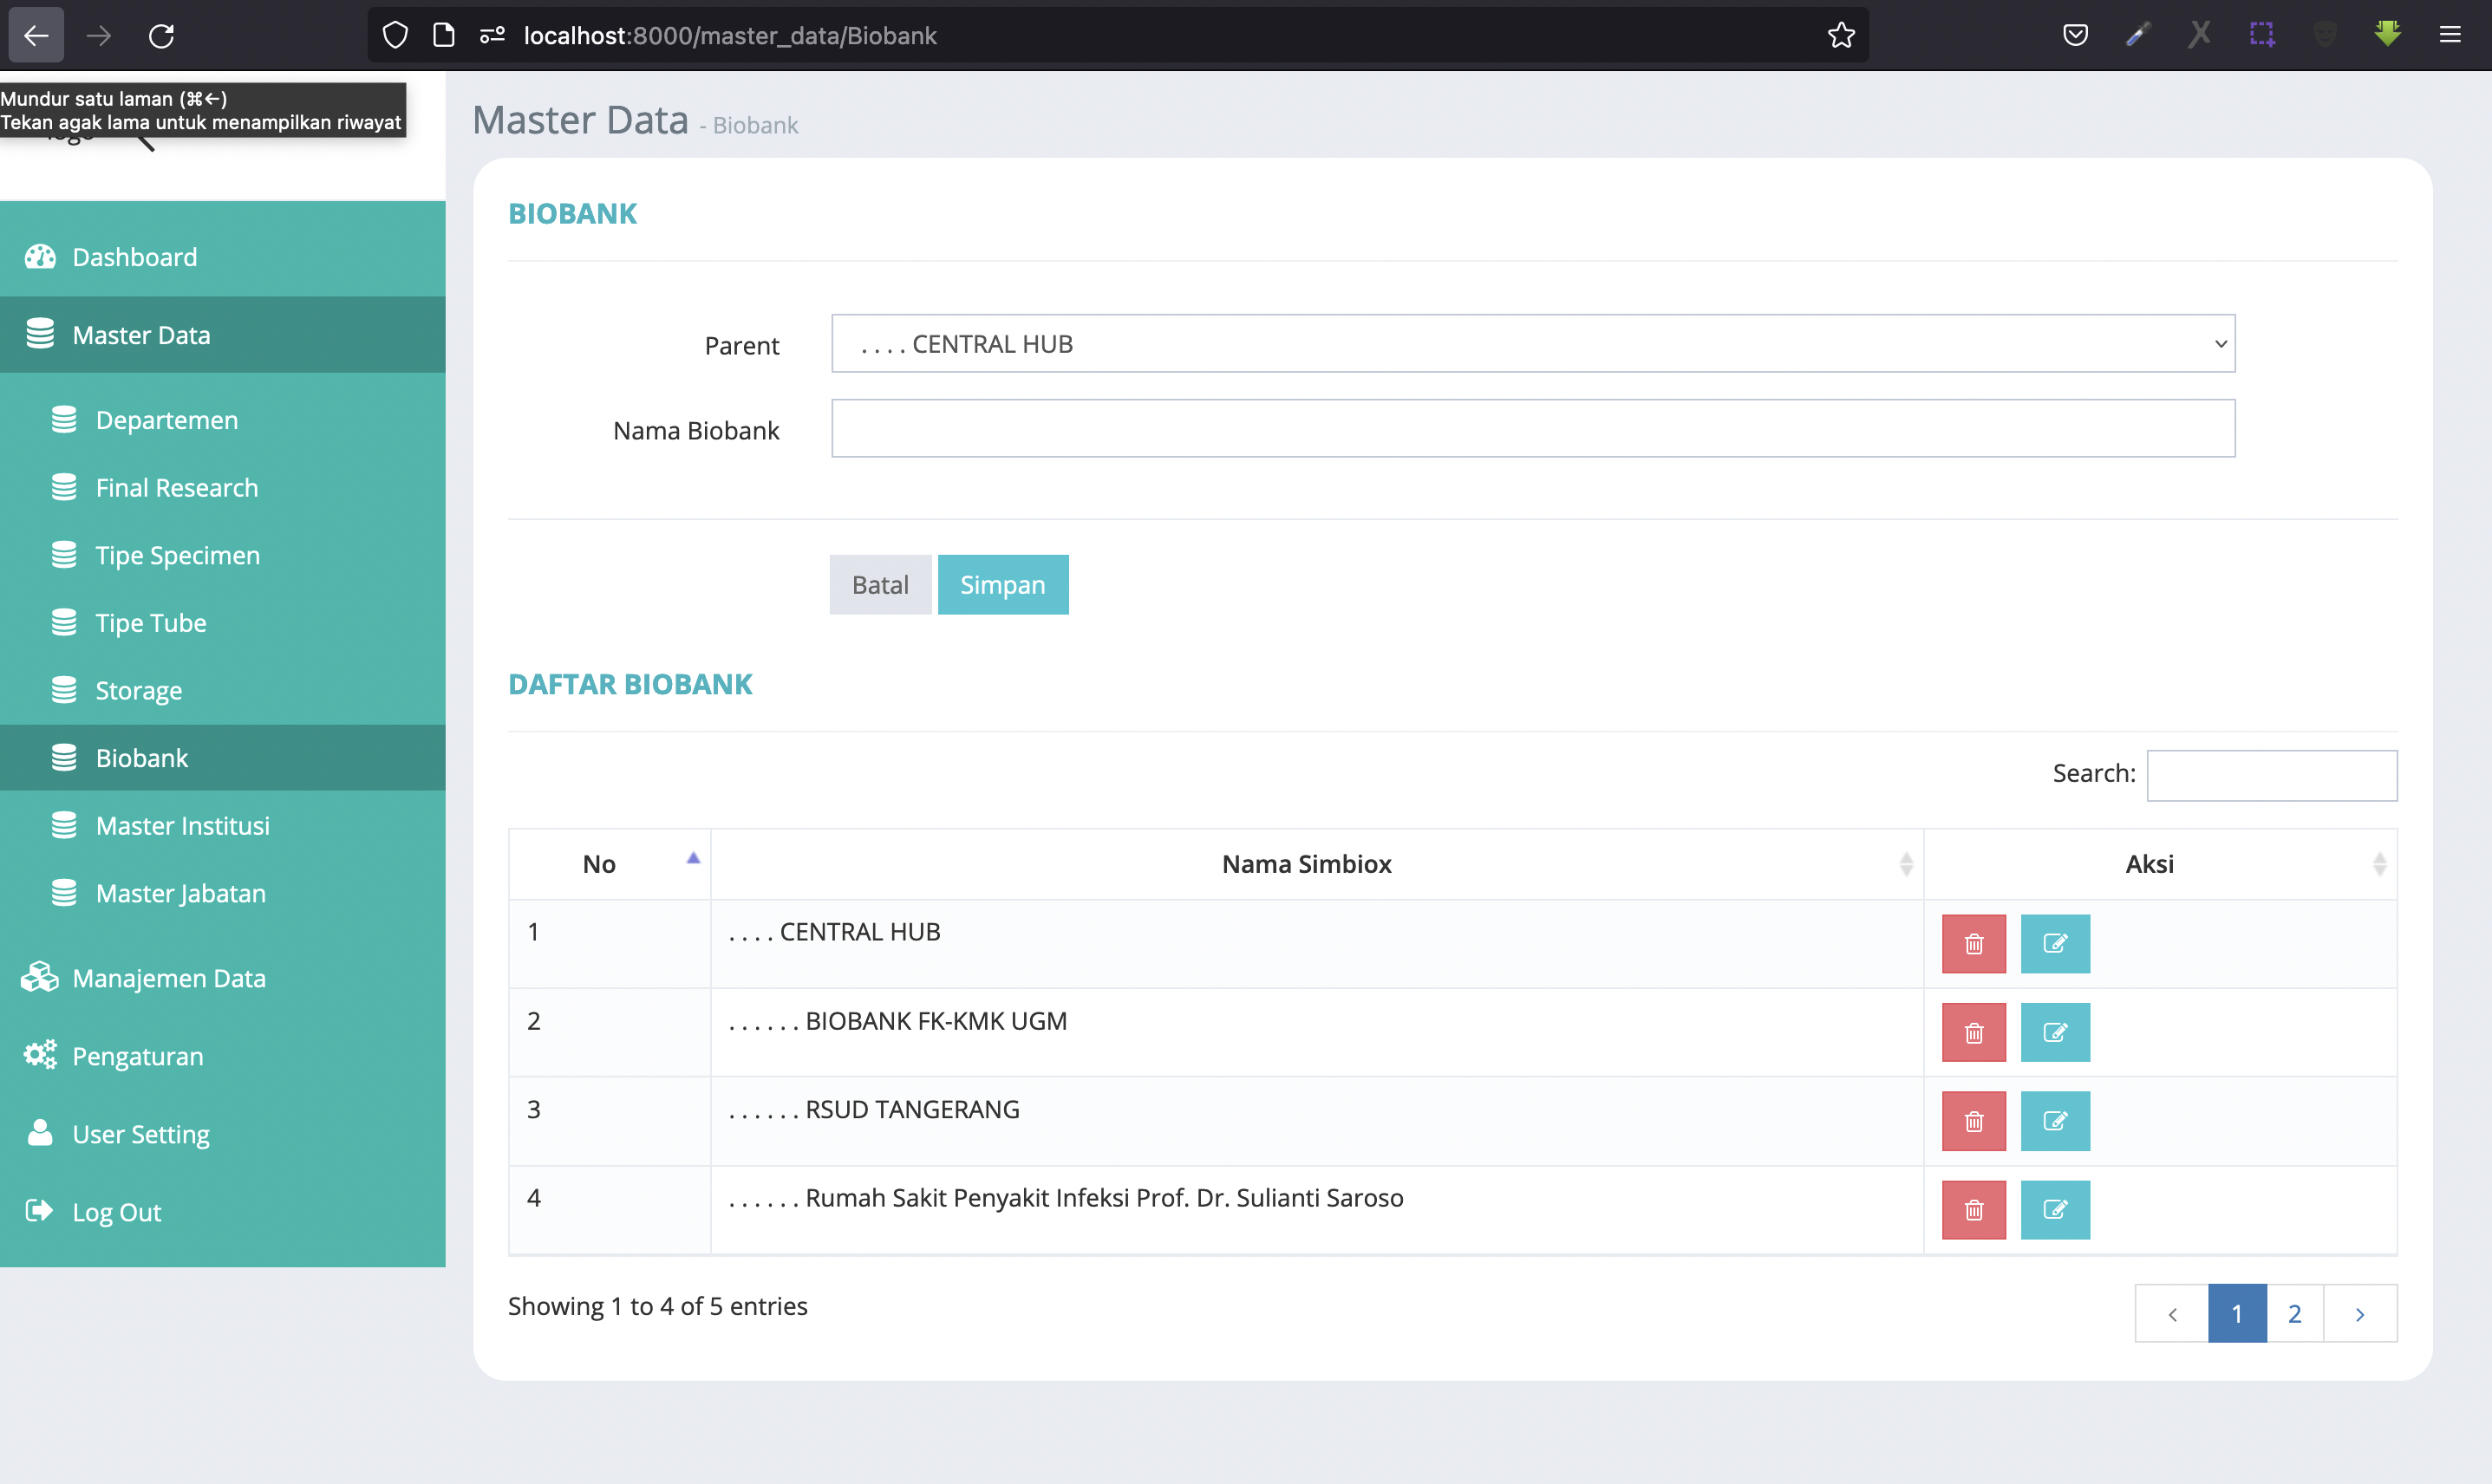 localhost:8000/master_data/Biobank
Mundur satu laman (⌘←)
Tekan agak lama untuk menampilkan riwayat
Master Data - Biobank
Dashboard
Master Data
Departemen
Final Research
Tipe Specimen
Tipe Tube
Storage
Biobank
Master Institusi
Master Jabatan
Manajemen Data
Pengaturan
User Setting
Log Out
BIOBANK
Parent
. . . . CENTRAL HUB
Nama Biobank
Batal Simpan
DAFTAR BIOBANK
Search:
No Nama Simbiox Aksi
1 . . . . CENTRAL HUB
2 . . . . . . BIOBANK FK-KMK UGM
3 . . . . . . RSUD TANGERANG
4 . . . . . . Rumah Sakit Penyakit Infeksi Prof. Dr. Sulianti Saroso
Showing 1 to 4 of 5 entries
1 2